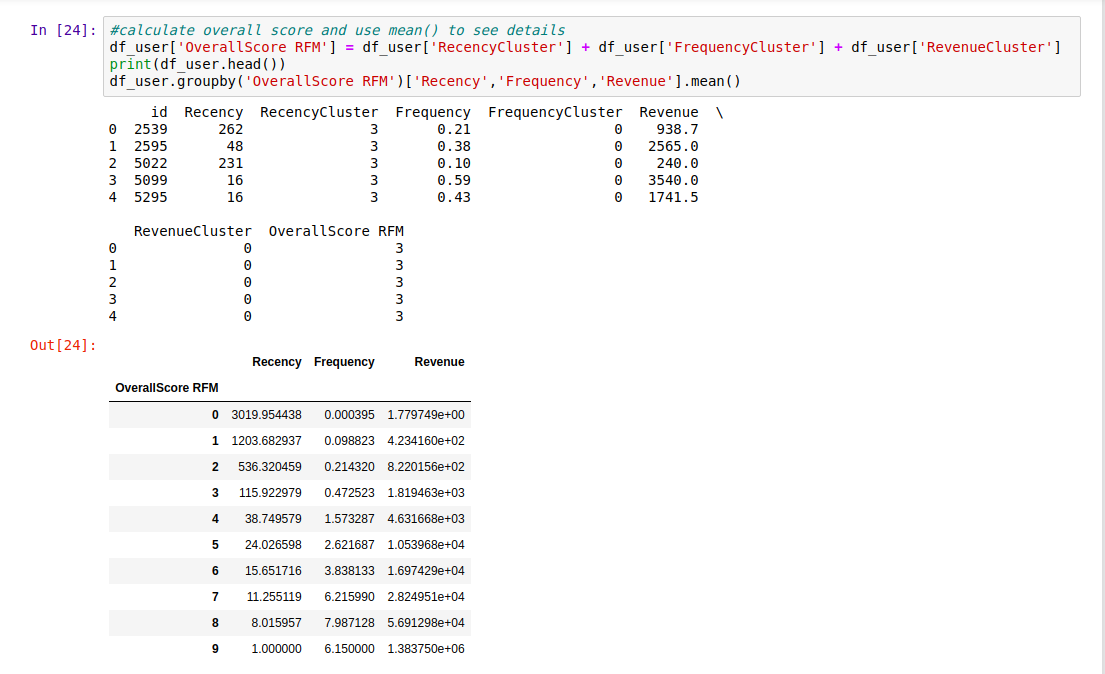 In [24]: #calculate overall score and use mean() to see details
df_user['OverallScore RFM'] = df_user['RecencyCluster'] + df_user['FrequencyCluster'] + df_user['RevenueCluster']
print(df_user.head())
df_user.groupby('OverallScore RFM')['Recency','Frequency','Revenue'].mean()
id Recency RecencyCluster Frequency FrequencyCluster Revenue \
0 2539 262 3 0.21 0 938.7
1 2595 48 3 0.38 0 2565.0
2 5022 231 3 0.10 0 240.0
3 5099 16 3 0.59 0 3540.0
4 5295 16 3 0.43 0 1741.5
RevenueCluster OverallScore RFM
0 0 3
1 0 3
2 0 3
3 0 3
4 0 3
Out[24]:
Recency Frequency Revenue
OverallScore RFM
0 3019.954438 0.000395 1.779749e+00
1 1203.682937 0.098823 4.234160e+02
2 536.320459 0.214320 8.220156e+02
3 115.922979 0.472523 1.819463e+03
4 38.749579 1.573287 4.631668e+03
5 24.026598 2.621687 1.053968e+04
6 15.651716 3.838133 1.697429e+04
7 11.255119 6.215990 2.824951e+04
8 8.015957 7.987128 5.691298e+04
9 1.000000 6.150000 1.383750e+06